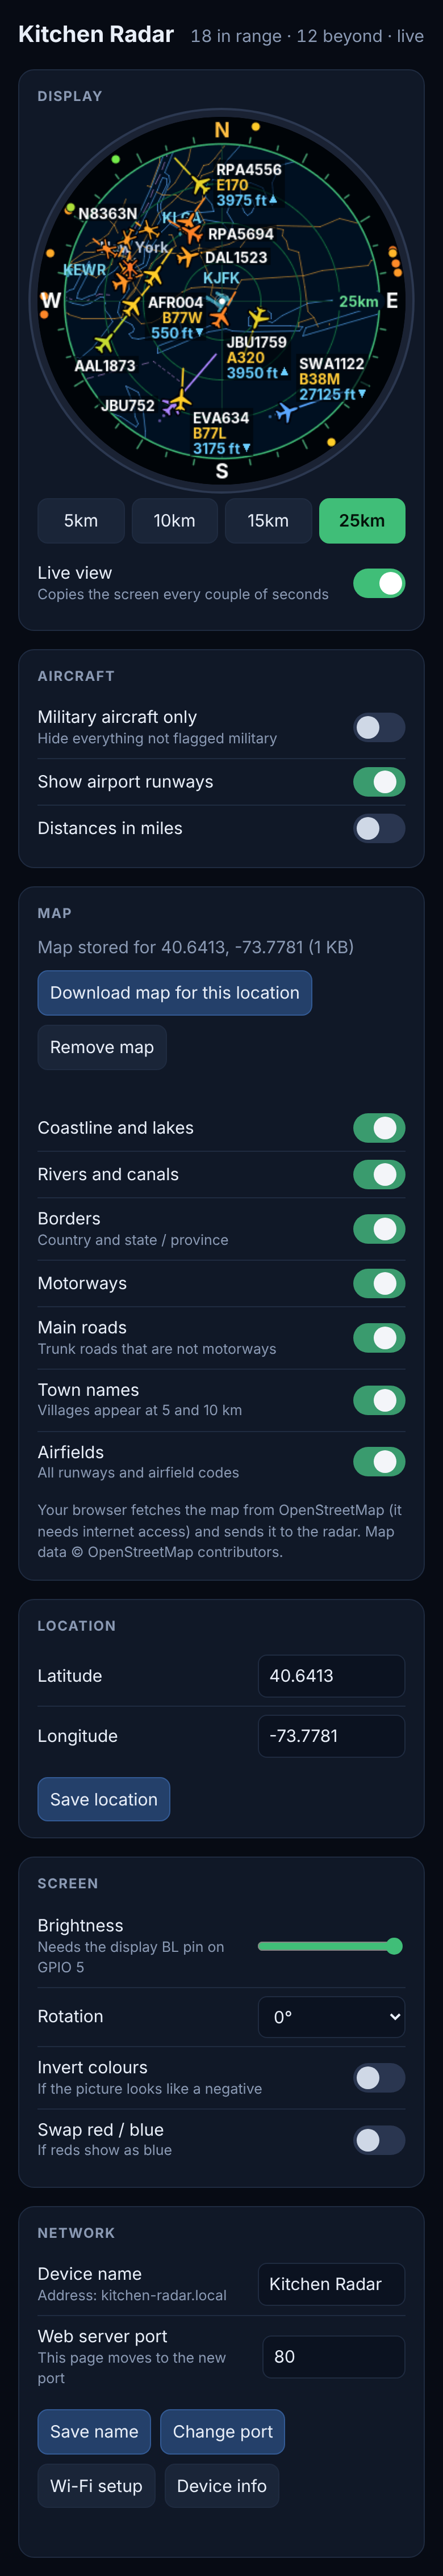 Kitchen Radar 18 in range · 12 beyond · live
DISPLAY
N
RPA4556
E170
3975 ft▲
N8363N
RPA5694
York
DAL1523
KEWR
KJFK
W
AFR004
25km E
B77W
550 ft▼
JBU1759
A320
3950 ft▲
SWA1122
B38M
27125 ft▼
AAL1873
JBU752
EVA634
B77L
3175 ft▼
S
5km 10km 15km 25km
Live view
Copies the screen every couple of seconds
AIRCRAFT
Military aircraft only
Hide everything not flagged military
Show airport runways
Distances in miles
MAP
Map stored for 40.6413, -73.7781 (1 KB)
Download map for this location
Remove map
Coastline and lakes
Rivers and canals
Borders
Country and state / province
Motorways
Main roads
Trunk roads that are not motorways
Town names
Villages appear at 5 and 10 km
Airfields
All runways and airfield codes
Your browser fetches the map from OpenStreetMap (it
needs internet access) and sends it to the radar. Map
data © OpenStreetMap contributors.
LOCATION
Latitude 40.6413
Longitude -73.7781
Save location
SCREEN
Brightness
Needs the display BL pin on
GPIO 5
Rotation 0°
Invert colours
If the picture looks like a negative
Swap red / blue
If reds show as blue
NETWORK
Device name Kitchen Radar
Address: kitchen-radar.local
Web server port 80
This page moves to the new
port
Save name Change port
Wi-Fi setup Device info